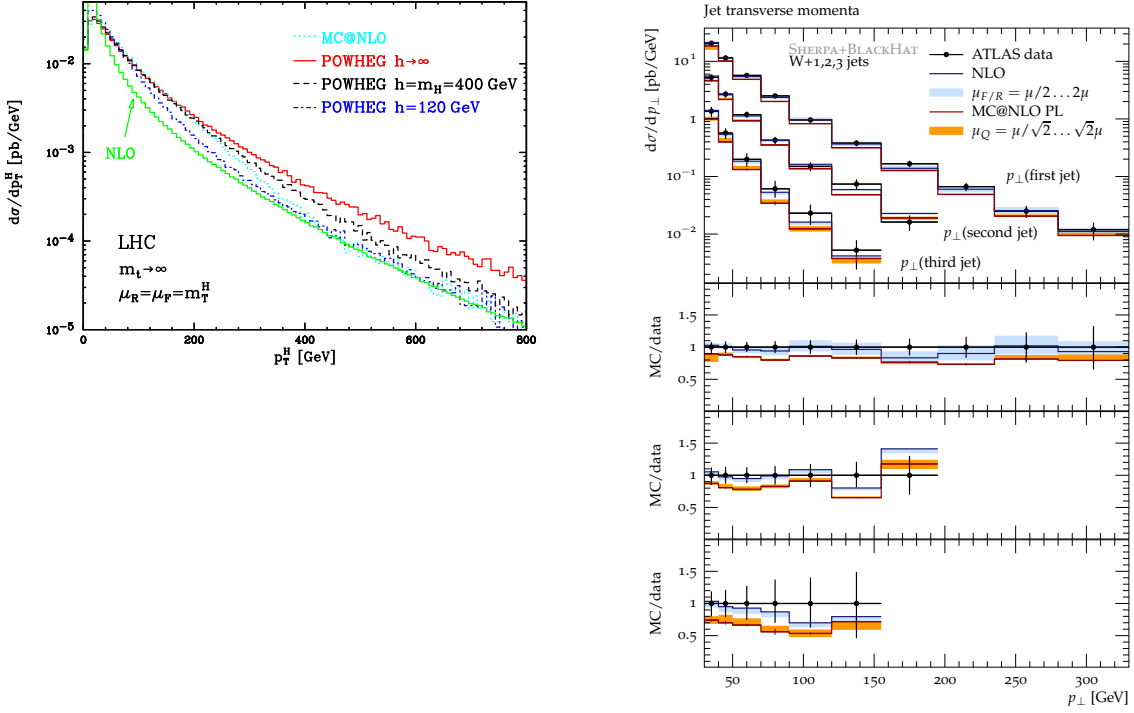 MC@NLO
POWHEG h→∞
POWHEG h=m_H=400 GeV
POWHEG h=120 GeV
NLO
LHC
m_t→∞
μ_R=μ_F=m_T^H
dσ/dp_T^H [pb/GeV]
10^−2
10^−3
10^−4
10^−5
0
200
400
600
800
p_T^H [GeV]
Jet transverse momenta
SHERPA+BLACKHAT
W+1,2,3 jets
ATLAS data
NLO
μ_{F/R} = μ/2...2μ
MC@NLO PL
μ_Q = μ/√2...√2μ
p_⊥(first jet)
p_⊥(second jet)
p_⊥(third jet)
dσ/dp_⊥ [pb/GeV]
10^1
1
10^−1
10^−2
MC/data
1.5
1
0.5
MC/data
1.5
1
0.5
MC/data
1.5
1
0.5
50
100
150
200
250
300
p_⊥ [GeV]